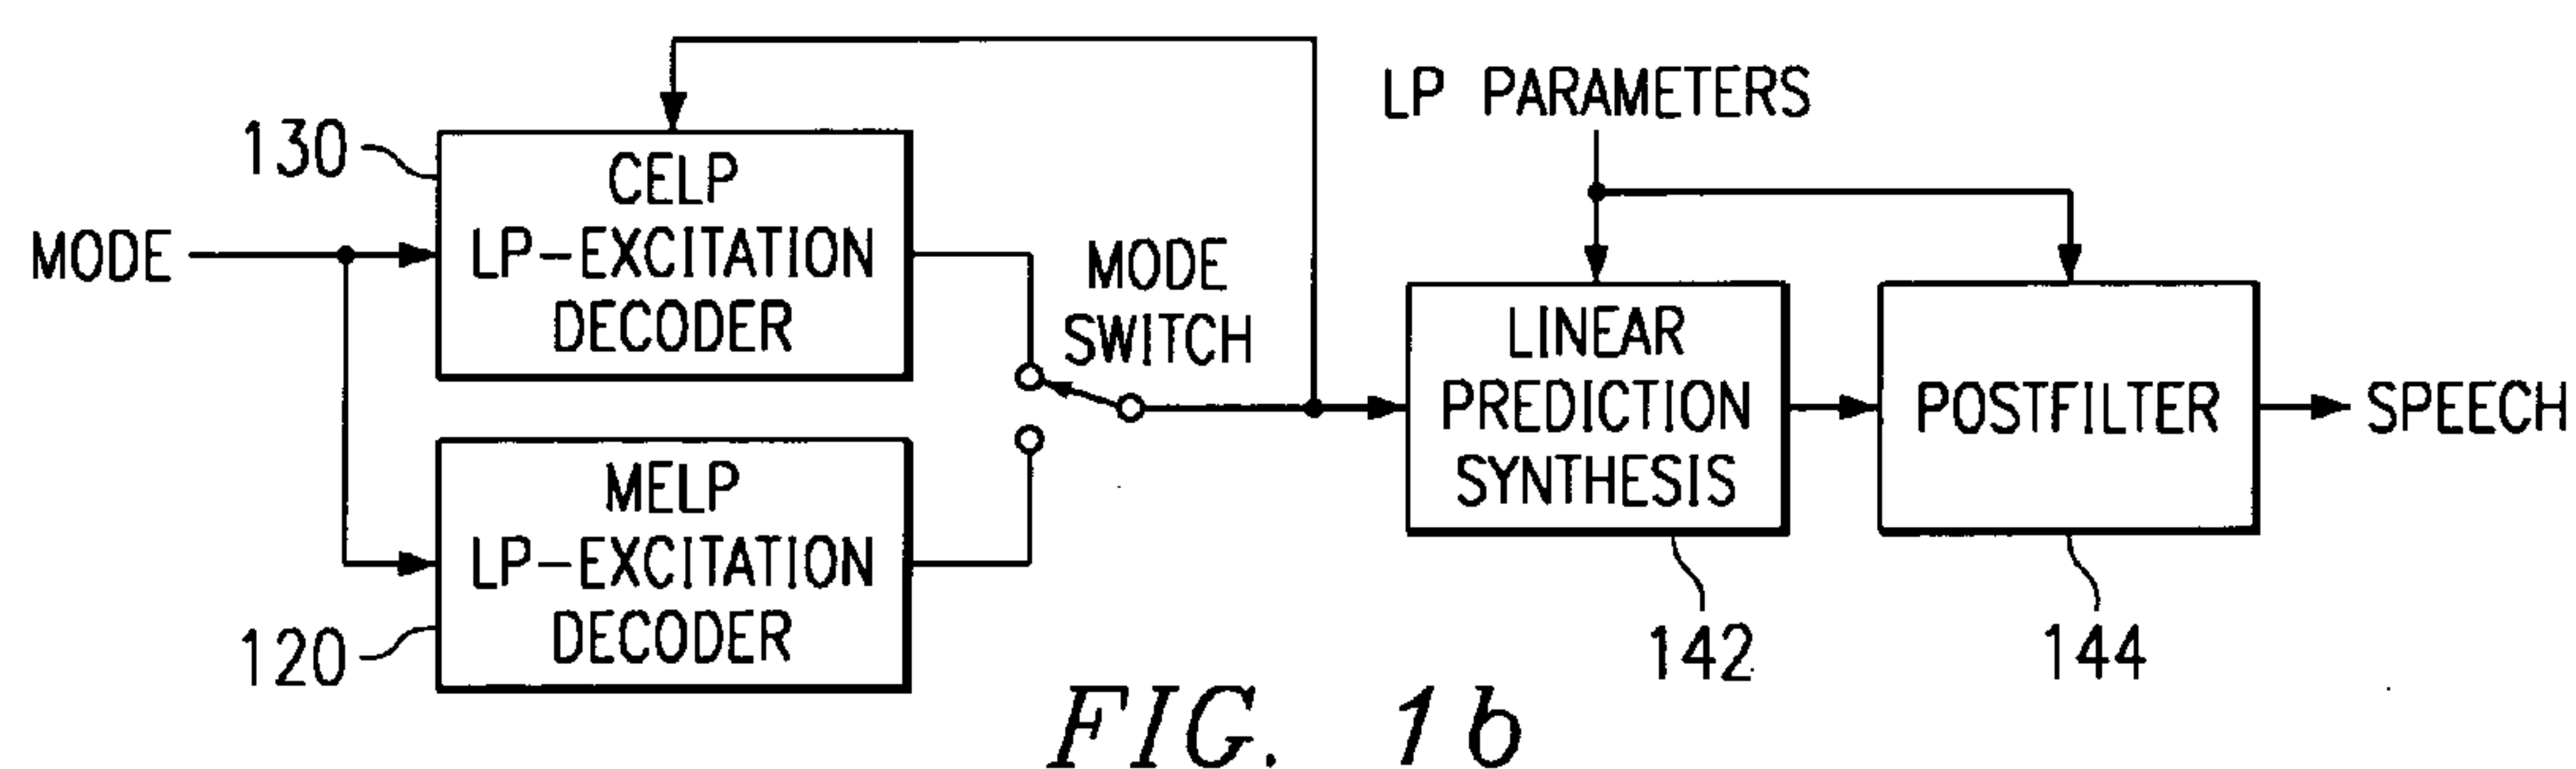 LP PARAMETERS
130
CELP
LP-EXCITATION
DECODER
MODE
MODE
SWITCH
LINEAR
PREDICTION
SYNTHESIS
POSTFILTER
SPEECH
MELP
LP-EXCITATION
DECODER
120
142
144
FIG. 1b